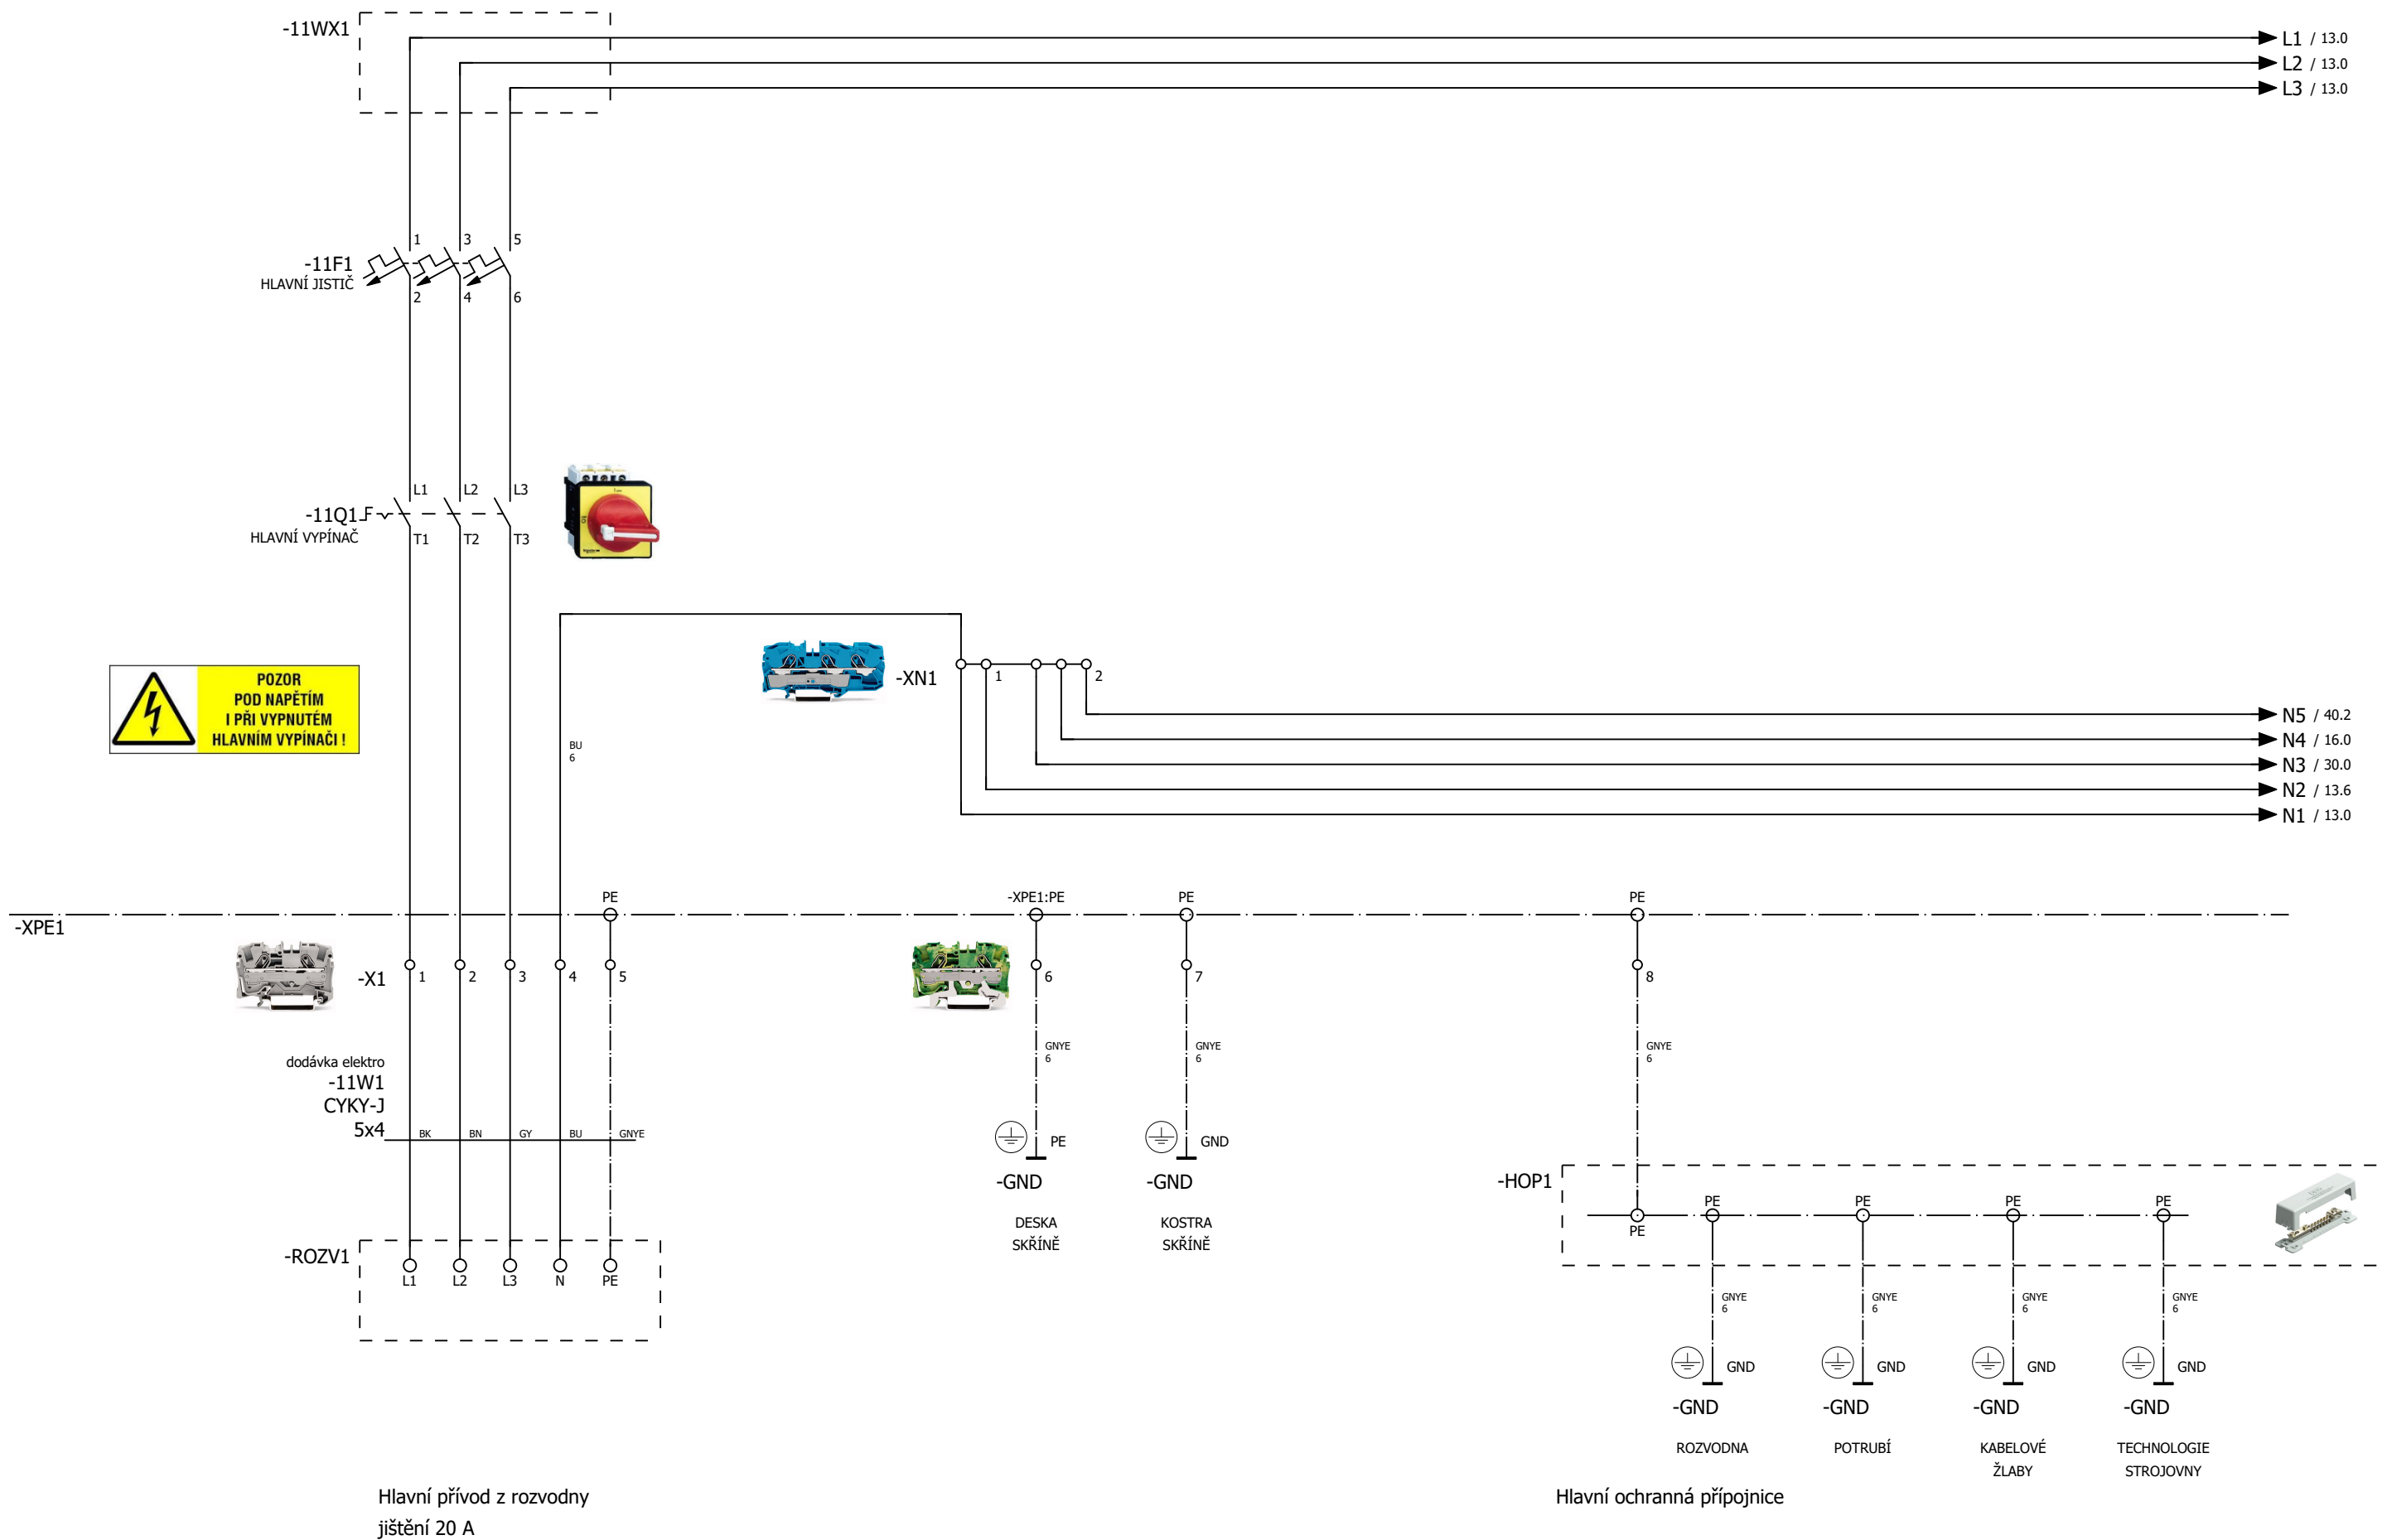 -11WX1
L1 / 13.0
L2 / 13.0
L3 / 13.0
1 3 5
-11F1
HLAVNÍ JISTIČ
2 4 6
L1 L2 L3
-11Q1
HLAVNÍ VYPÍNAČ
T1 T2 T3
POZOR
POD NAPĚTÍM
I PŘI VYPNUTÉM
HLAVNÍM VYPÍNAČI !
-XN1
1 2
BU
6
N5 / 40.2
N4 / 16.0
N3 / 30.0
N2 / 13.6
N1 / 13.0
PE -XPE1:PE PE PE
-XPE1
-X1
1 2 3 4 5 6 7 8
GNYE
6
GNYE
6
GNYE
6
dodávka elektro
-11W1
CYKY-J
5x4
BK BN GY BU GNYE
PE
-GND
DESKA
SKŘÍNĚ
GND
-GND
KOSTRA
SKŘÍNĚ
-ROZV1
L1 L2 L3 N PE
-HOP1
PE PE PE PE
PE
GNYE
6
GNYE
6
GNYE
6
GNYE
6
GND
-GND
ROZVODNA
GND
-GND
POTRUBÍ
GND
-GND
KABELOVÉ
ŽLABY
GND
-GND
TECHNOLOGIE
STROJOVNY
Hlavní přívod z rozvodny
jištění 20 A
Hlavní ochranná přípojnice